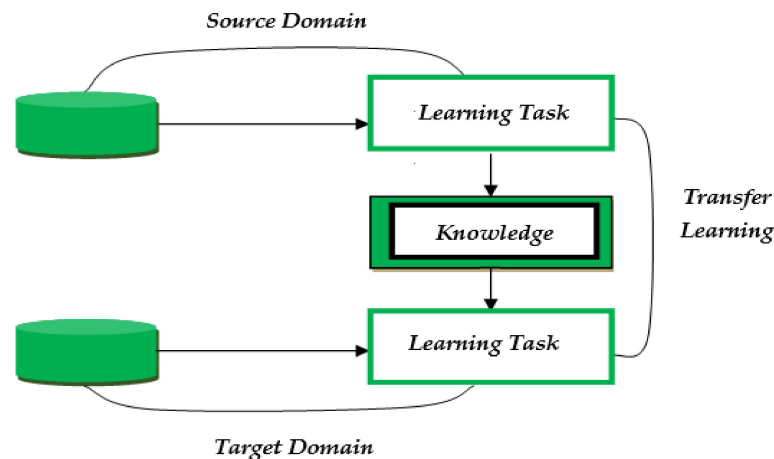 Source Domain
Learning Task
Knowledge
Transfer
Learning
Learning Task
Target Domain